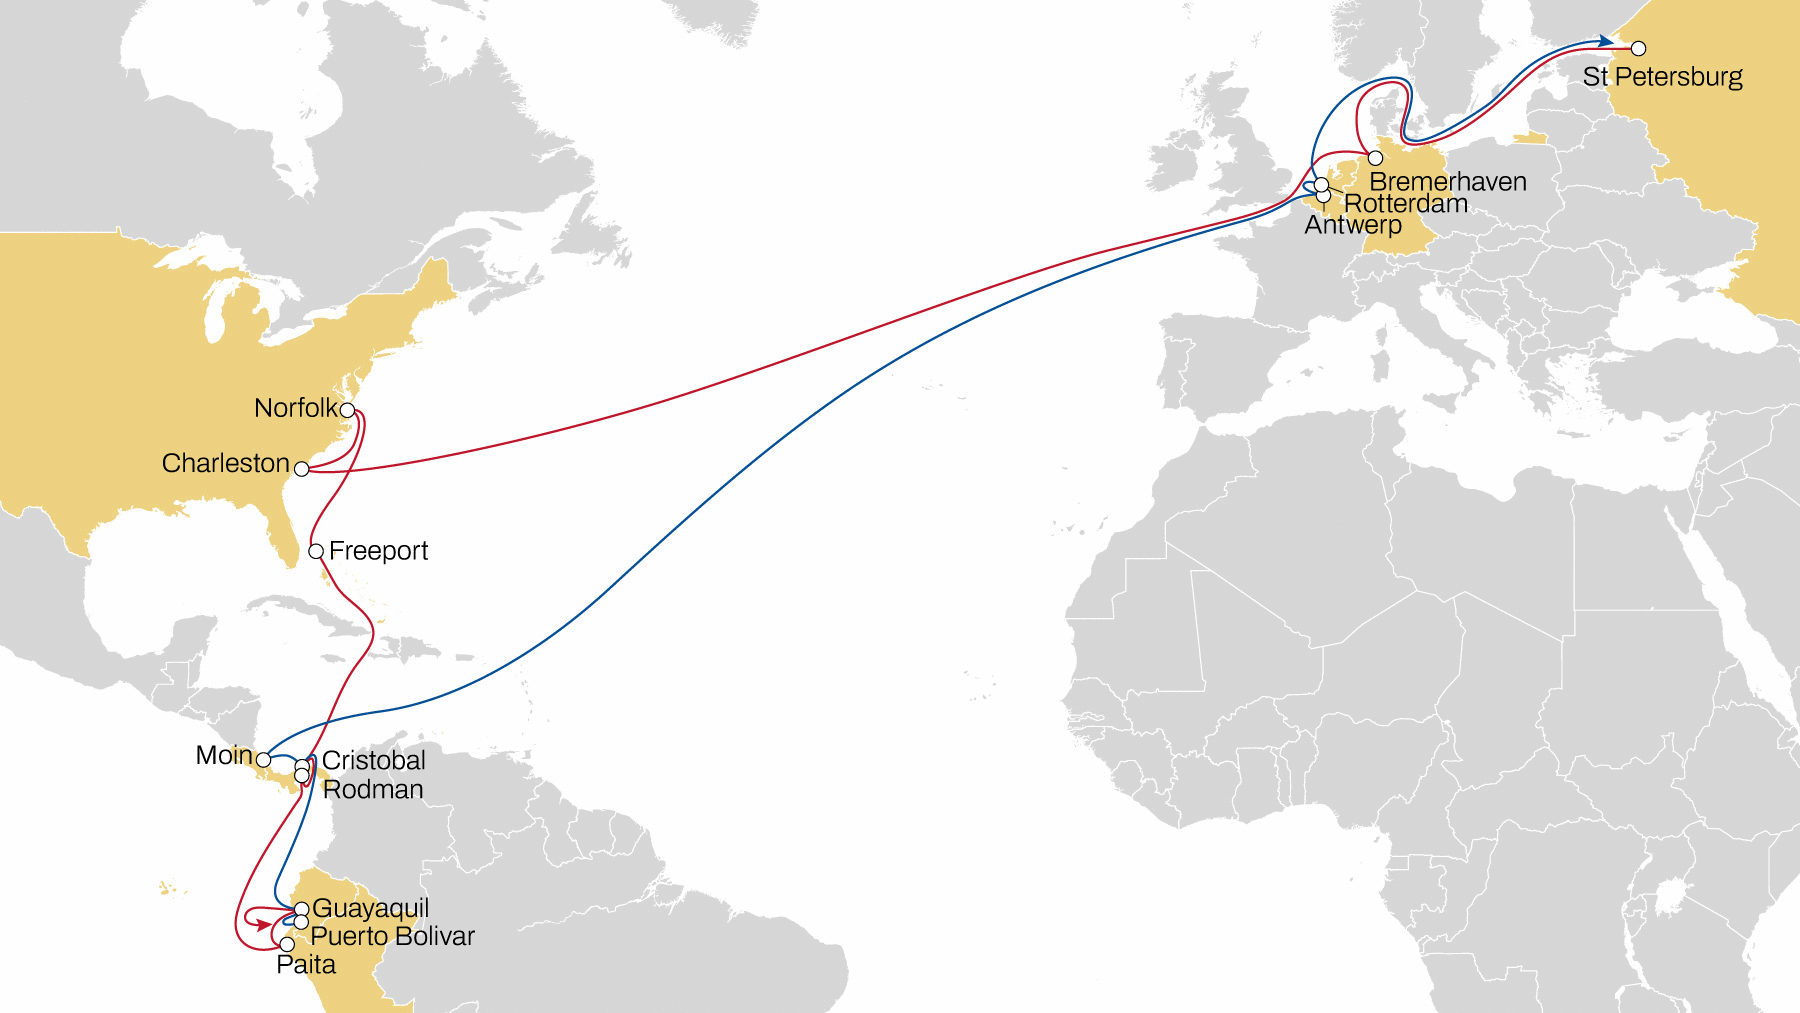 St Petersburg
Bremerhaven
Rotterdam
Antwerp
Norfolk
Charleston
Freeport
Moin
Cristobal
Rodman
Guayaquil
Puerto Bolivar
Paita